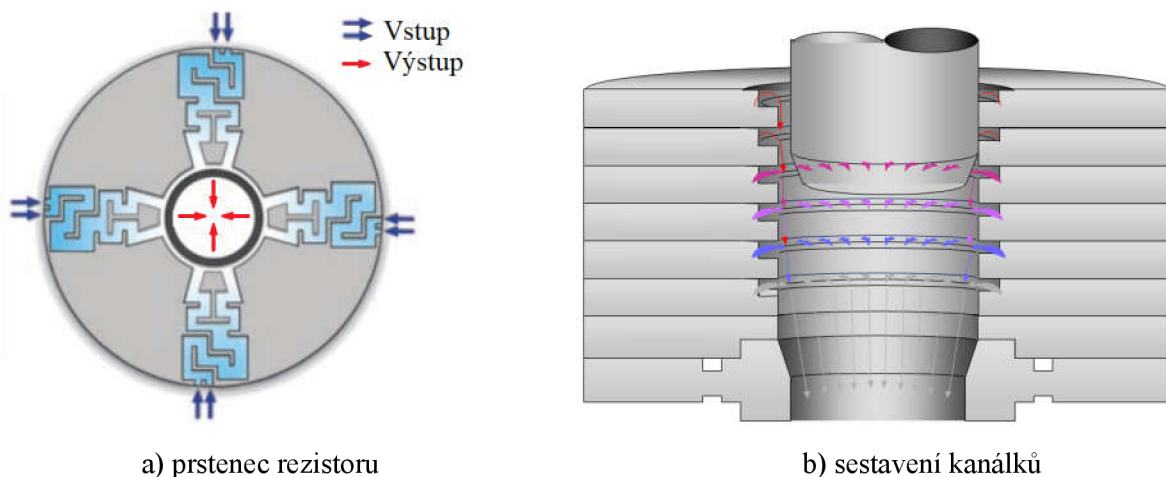 Vstup
Výstup
a) prstenec rezistoru
b) sestavení kanálků